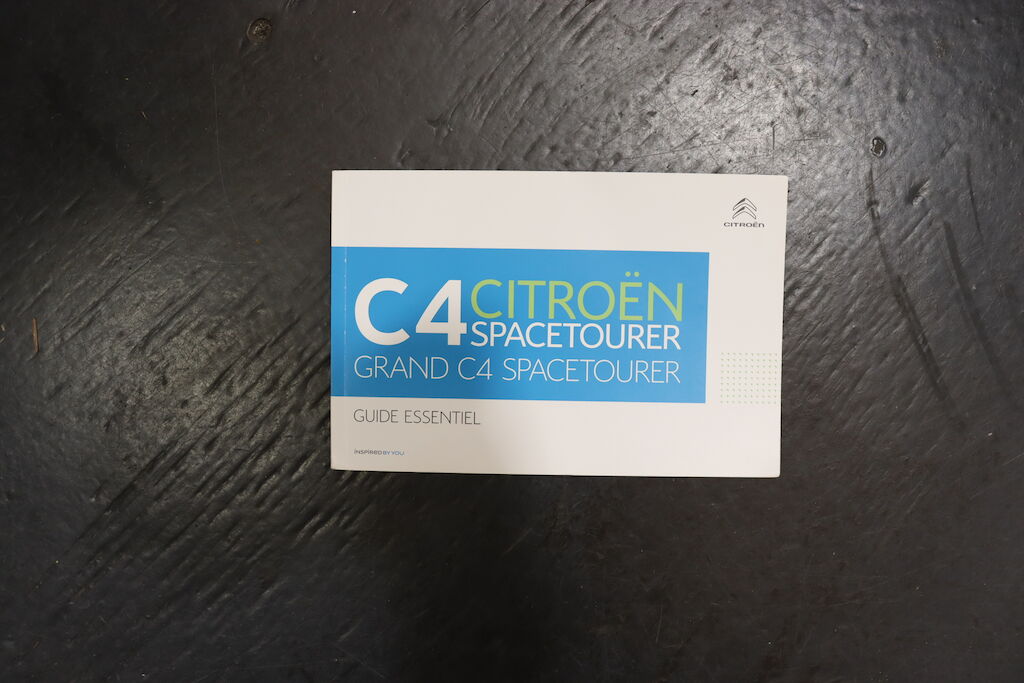 CITROËN
C4 CITROËN
SPACETOURER
GRAND C4 SPACETOURER
GUIDE ESSENTIEL
INSPIRED BY YOU